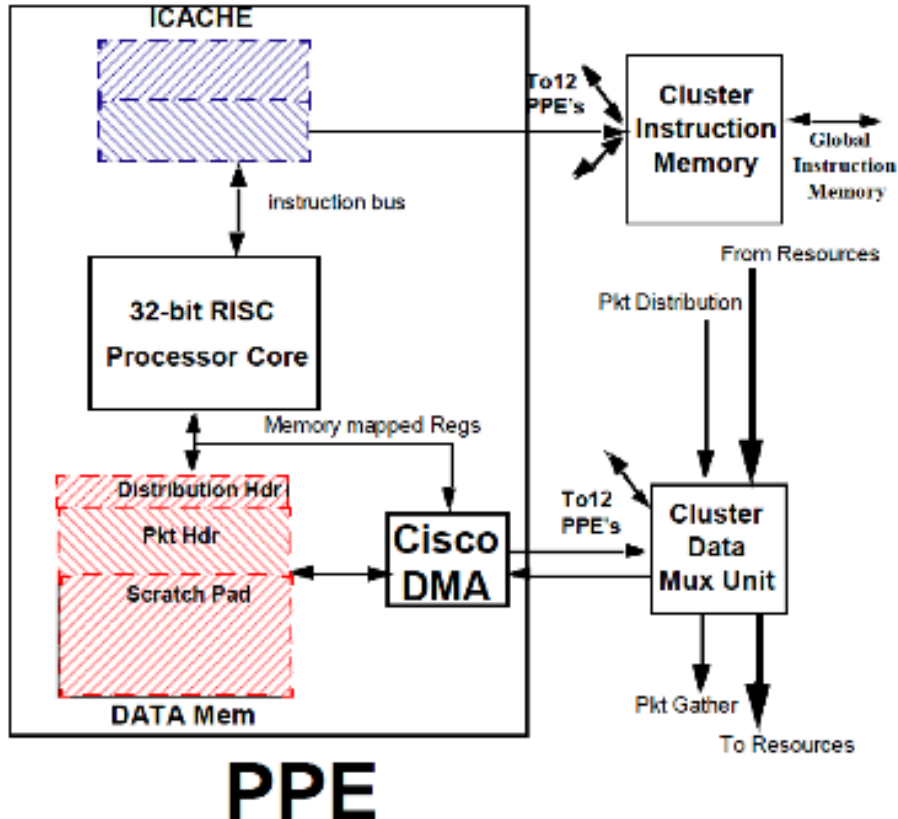 ICACHE
To12
PPE's
Cluster
Instruction
Memory
Global
Instruction
Memory
instruction bus
From Resources
Pkt Distribution
32-bit RISC
Processor Core
Memory mapped Regs
Distribution Hdr
Pkt Hdr
Scratch Pad
DATA Mem
Cisco
DMA
To12
PPE's
Cluster
Data
Mux Unit
Pkt Gather
To Resources
PPE